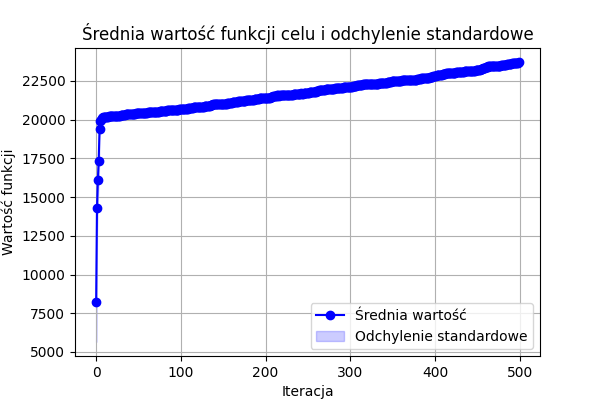 Średnia wartość funkcji celu i odchylenie standardowe
Wartość funkcji
22500
20000
17500
15000
12500
10000
7500
5000
Średnia wartość
Odchylenie standardowe
0 100 200 300 400 500
Iteracja